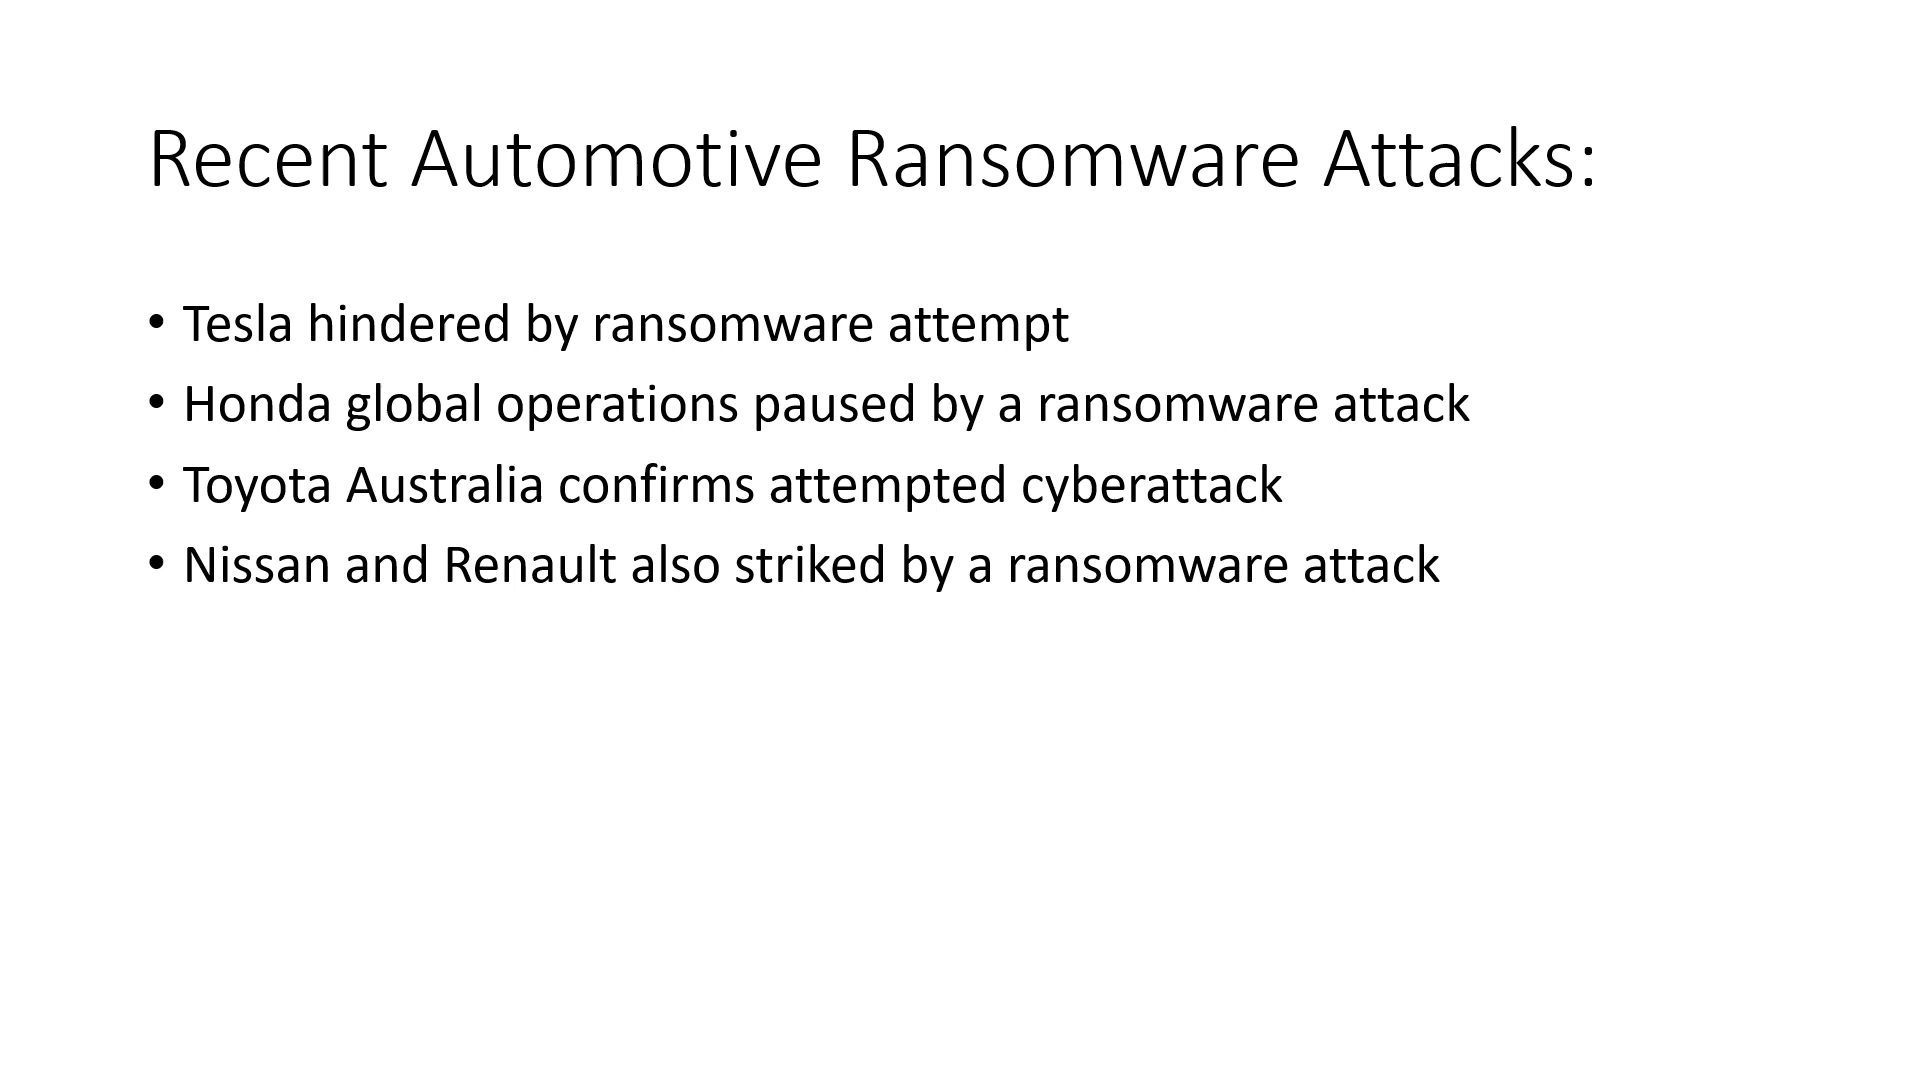 Recent Automotive Ransomware Attacks:
• Tesla hindered by ransomware attempt
• Honda global operations paused by a ransomware attack
• Toyota Australia confirms attempted cyberattack
• Nissan and Renault also striked by a ransomware attack